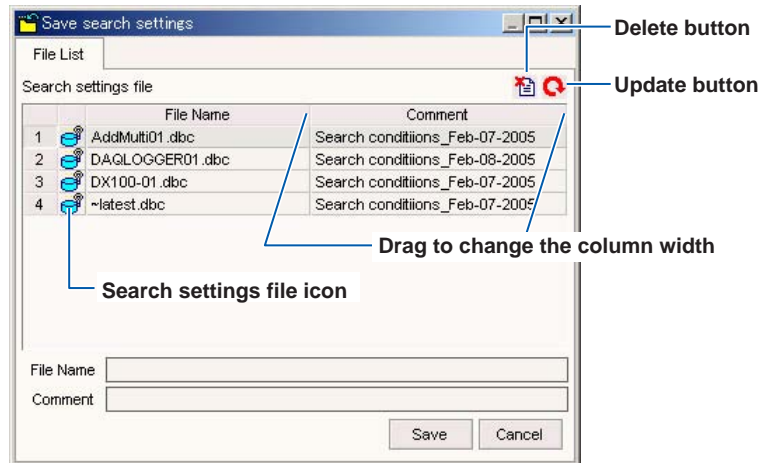 Save search settings
Delete button
File List
Search settings file
Update button
File Name Comment
1 AddMulti01.dbc Search conditiions_Feb-07-2005
2 DAQLOGGER01.dbc Search conditiions_Feb-08-2005
3 DX100-01.dbc Search conditiions_Feb-07-2005
4 ~latest.dbc Search conditiions_Feb-07-2005
Drag to change the column width
Search settings file icon
File Name
Comment
Save Cancel